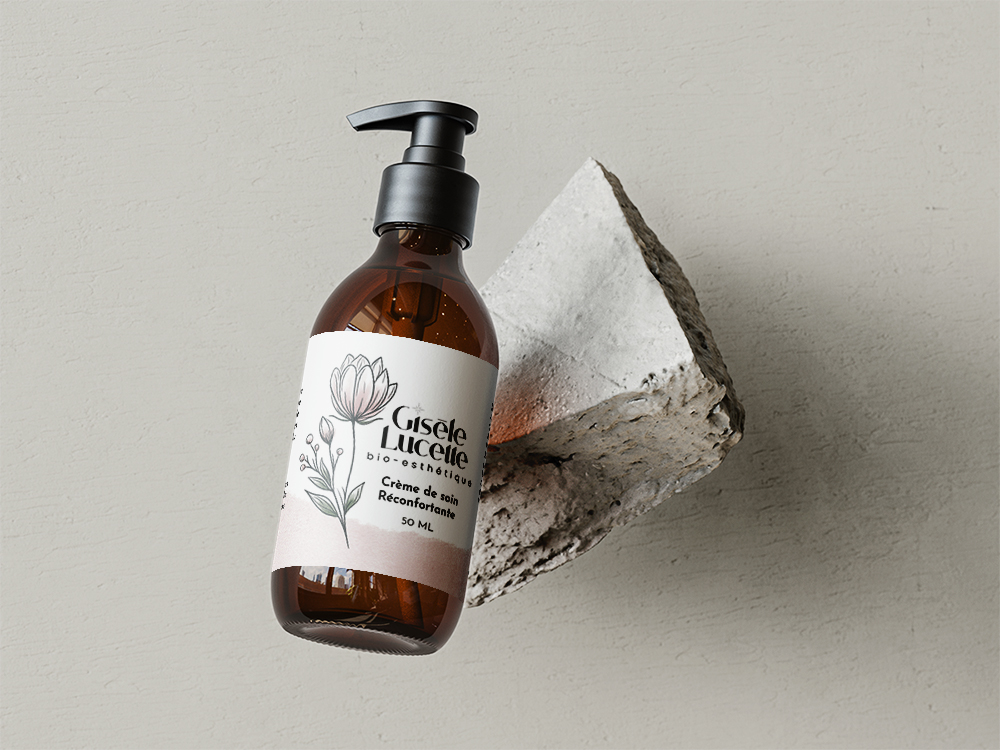 Gisèle
Lucette
bio-esthétique
Crème de soin
Réconfortante
50 ML